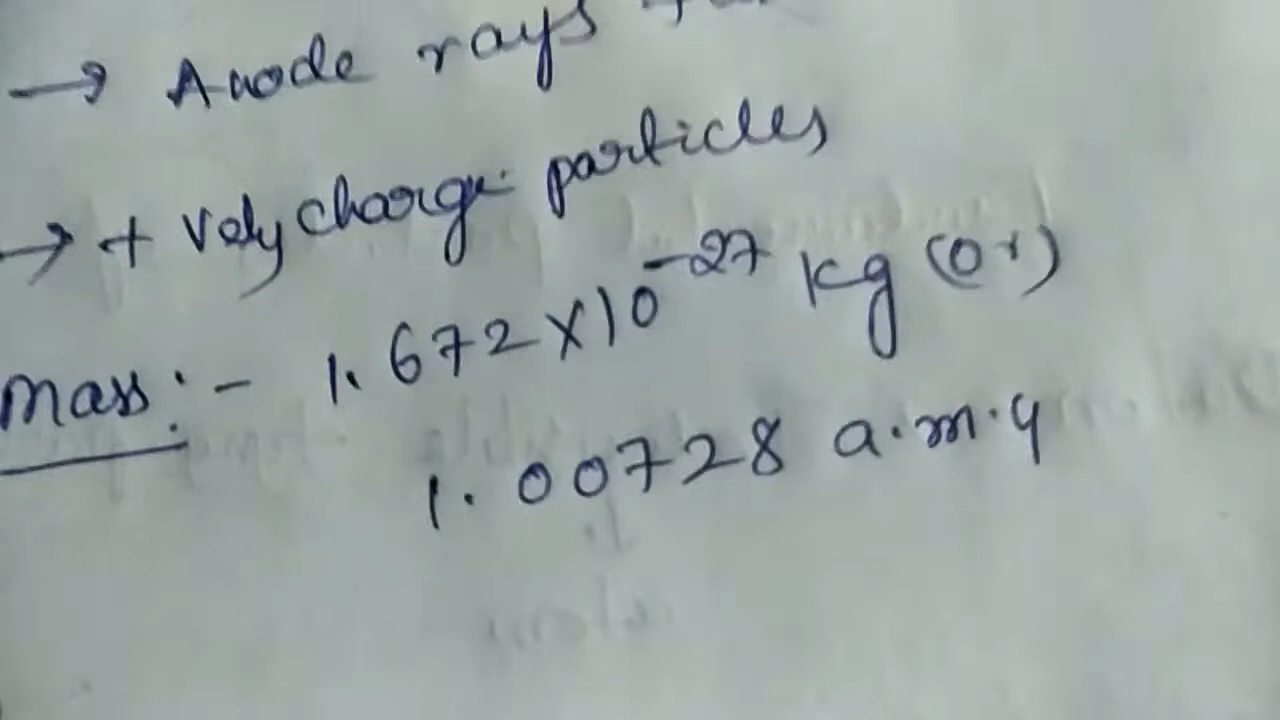 → Anode rays
→ + Vely charge particles
Mass :- 1.672 X 10⁻²⁷ kg (or)
1.00728 a.m.u